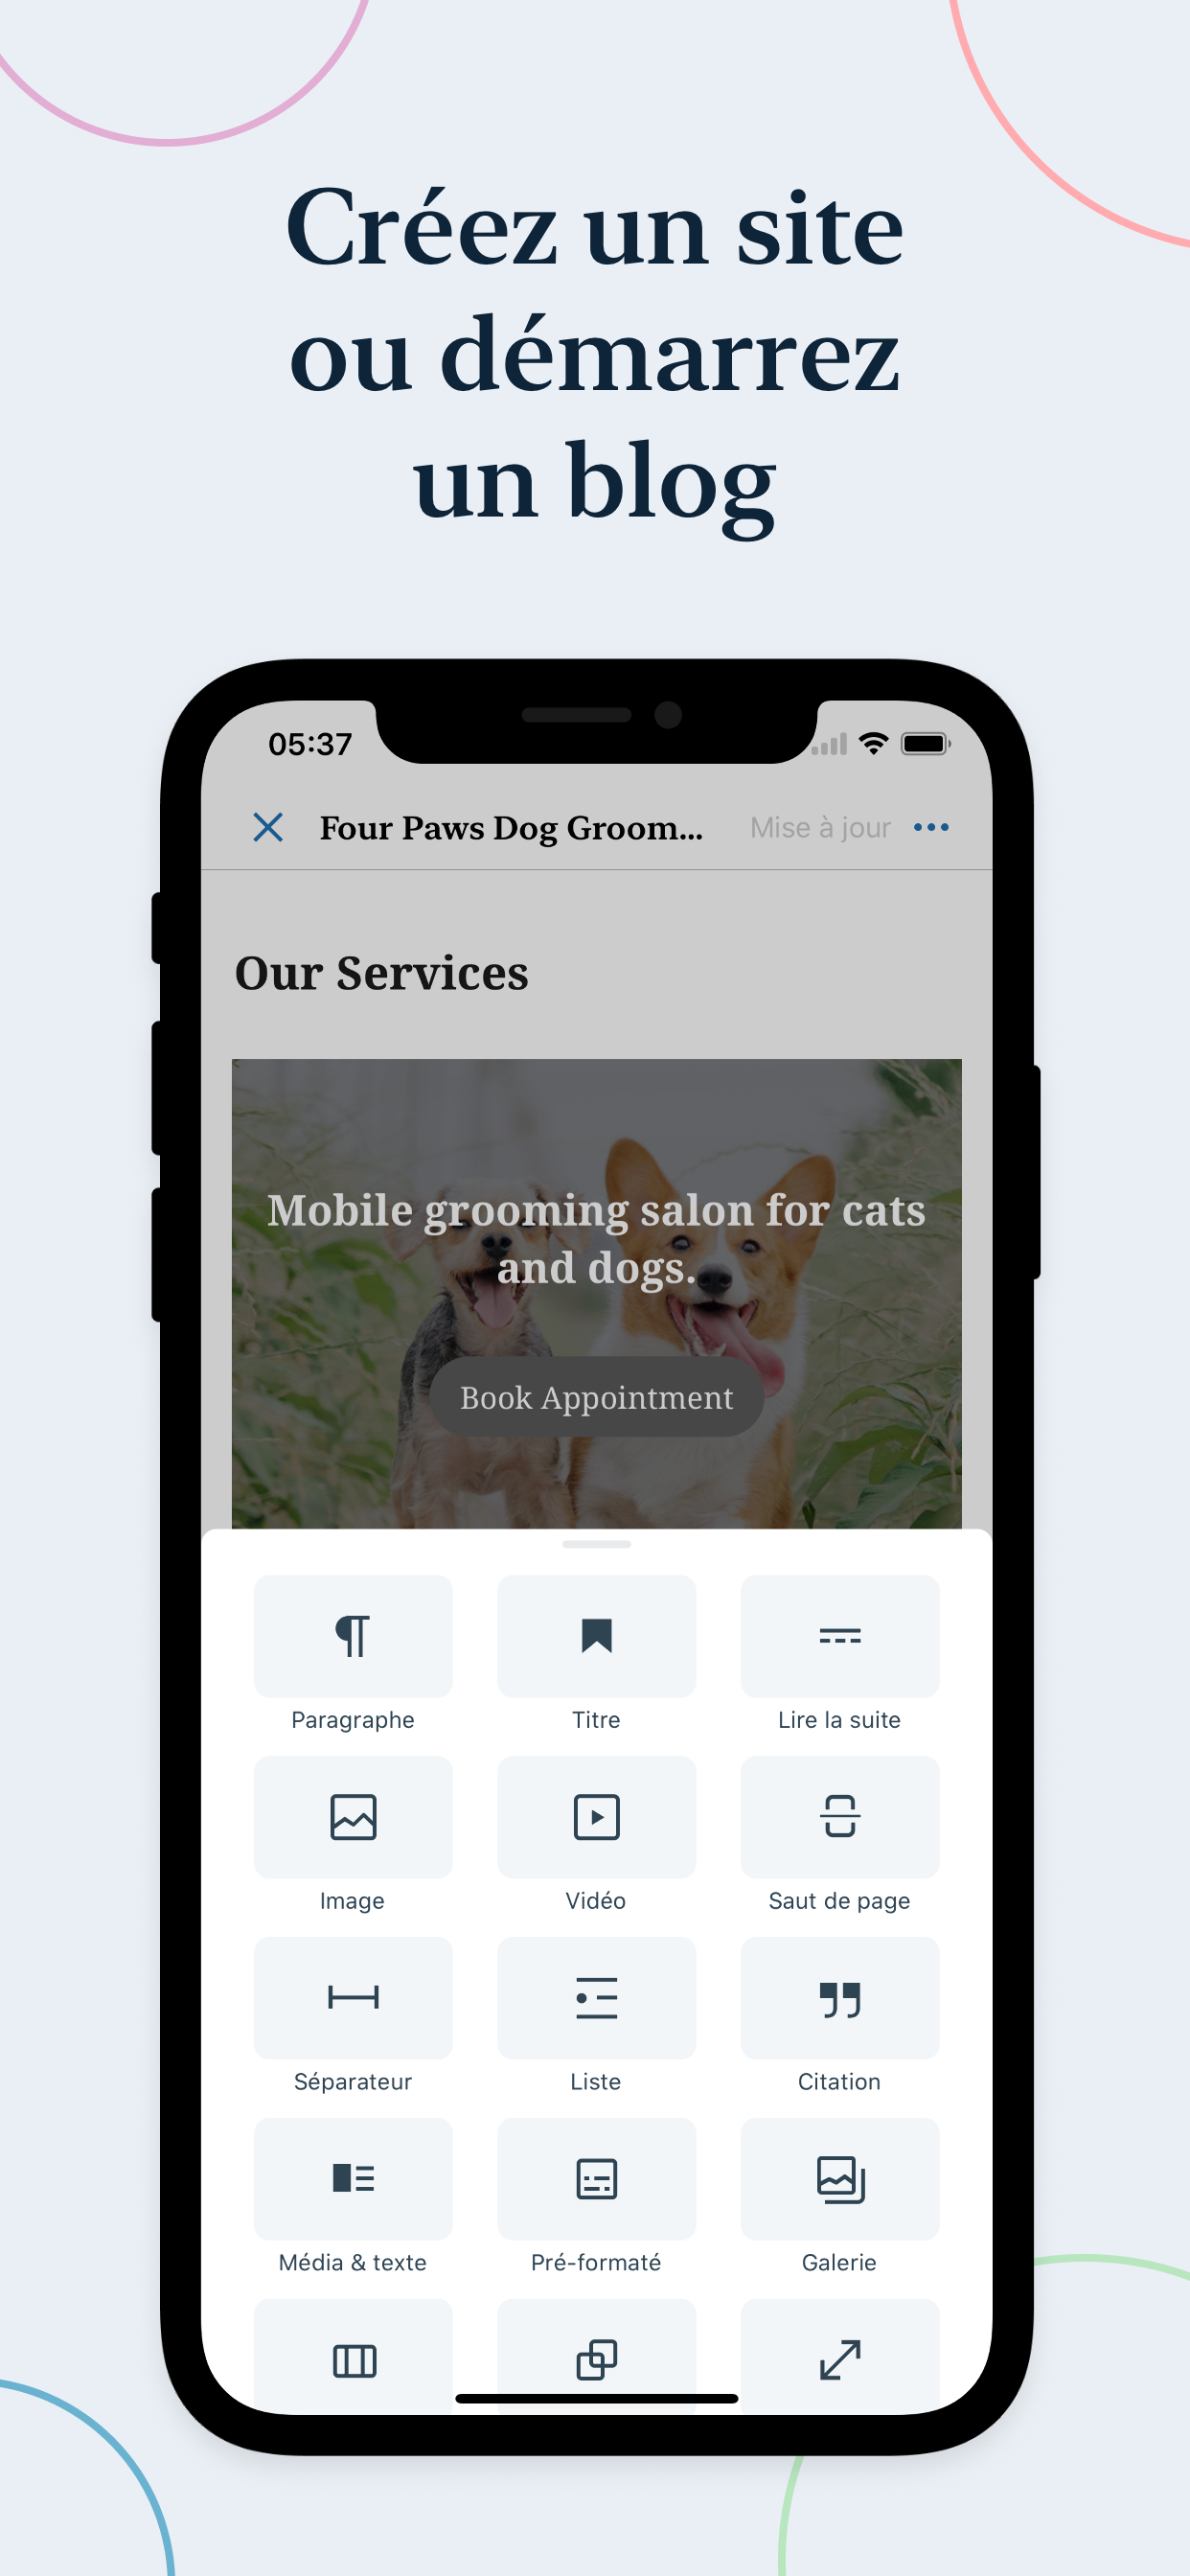 Créez un site
ou démarrez
un blog
05:37
Four Paws Dog Groom...
Mise à jour
Our Services
Mobile grooming salon for cats
and dogs.
Book Appointment
Paragraphe
Titre
Lire la suite
Image
Vidéo
Saut de page
Séparateur
Liste
Citation
Média & texte
Pré-formaté
Galerie